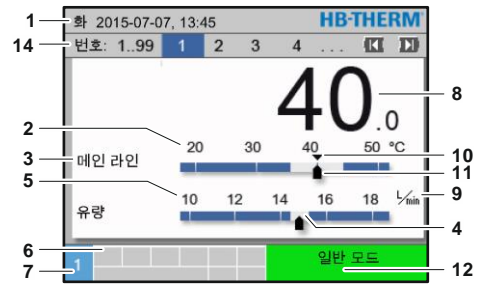 1 화 2015-07-07, 13:45 HB-THERM
14 번호: 1..99 1 2 3 4 ...
40.0 8
2 20 30 40 50 °C 10
3 메인 라인 11
5 10 12 14 16 18 L/min 9
유량 4
6
7 1 일반 모드 12